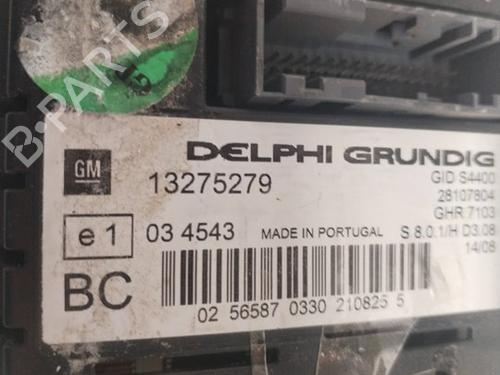 B-PARTS
DELPHI GRUNDIG
GM 13275279 GID S4400
28107804
GHR 7103
e1 03 4543 MADE IN PORTUGAL S 8.0.1/H D3.08
14/08
BC
02 56587 0330 210825 5